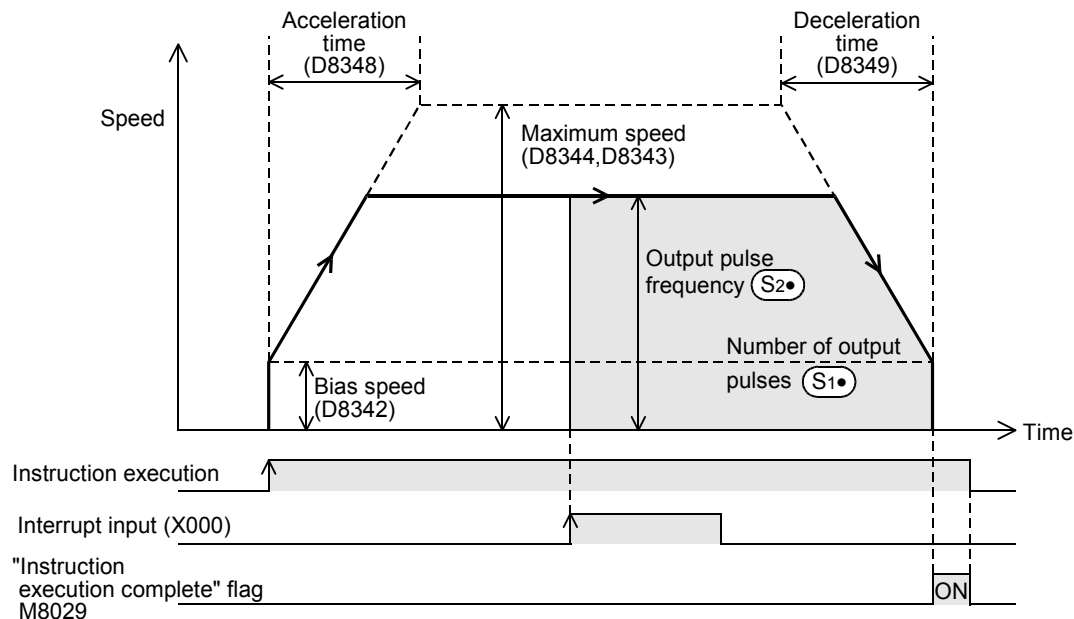 Acceleration
time
(D8348)
Deceleration
time
(D8349)
Speed
Maximum speed
(D8344,D8343)
Output pulse
frequency S2•
Number of output
pulses S1•
Bias speed
(D8342)
Time
Instruction execution
Interrupt input (X000)
"Instruction
execution complete" flag
M8029
ON